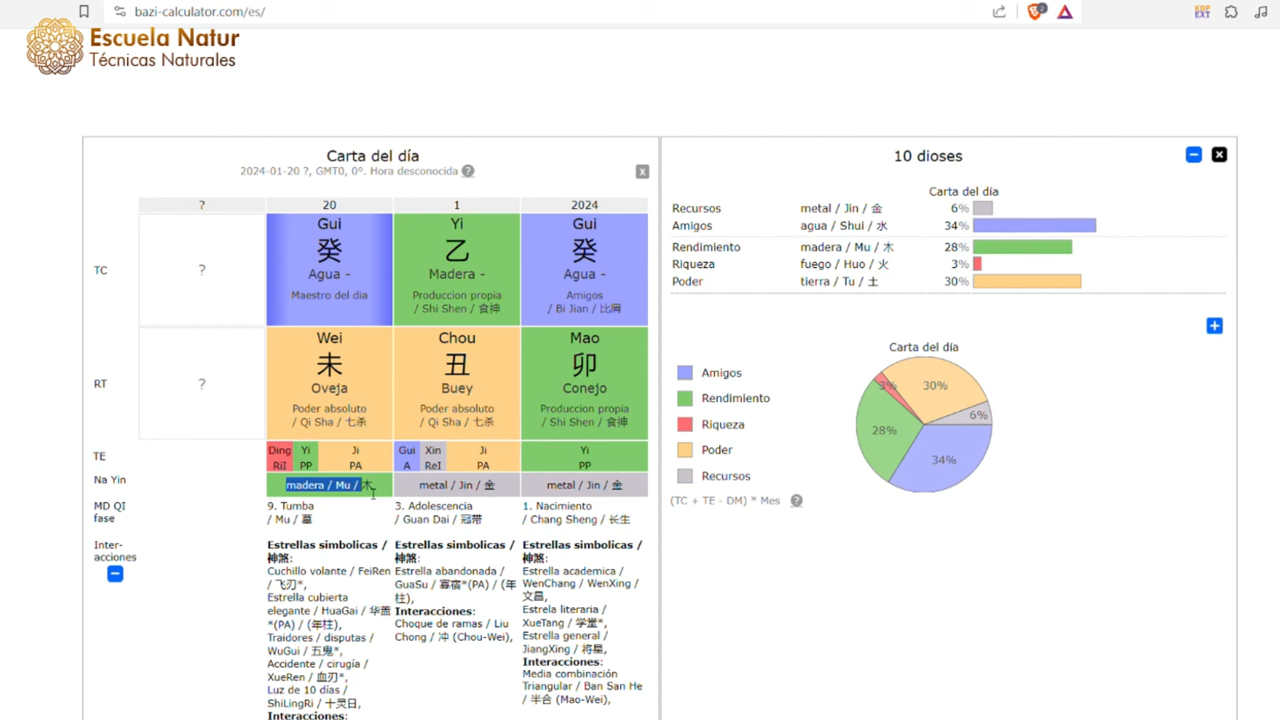 bazi-calculator.com/es/
KDP
EXT
Escuela Natur
Técnicas Naturales
Carta del día
2024-01-20 ?, GMT0, 0°. Hora desconocida ?
X
? 20 1 2024
TC
?
Gui
癸
Agua -
Maestro del dia
Yi
乙
Madera -
Produccion propia
/ Shi Shen / 食神
Gui
癸
Agua -
Amigos
/ Bi Jian / 比肩
RT
?
Wei
未
Oveja
Poder absoluto
/ Qi Sha / 七杀
Chou
丑
Buey
Poder absoluto
/ Qi Sha / 七杀
Mao
卯
Conejo
Produccion propia
/ Shi Shen / 食神
TE
Ding Yi Ji
RiI PP PA
Gui Xin Ji
A ReI PA
Yi
PP
Na Yin
madera / Mu / 木
metal / Jin / 金
metal / Jin / 金
MD QI
fase
9. Tumba
/ Mu / 墓
3. Adolescencia
/ Guan Dai / 冠带
1. Nacimiento
/ Chang Sheng / 长生
Inter-
acciones
Estrellas simbolicas /
神煞:
Cuchillo volante / FeiRen
/ 飞刃*,
Estrella cubierta
elegante / HuaGai / 华盖
*(PA) / (年柱),
Traidores / disputas /
WuGui / 五鬼*,
Accidente / cirugía /
XueRen / 血刃*,
Luz de 10 días /
ShiLingRi / 十灵日,
Interacciones:
Estrellas simbolicas /
神煞:
Estrella abandonada /
GuaSu / 寡宿*(PA) / (年
柱),
Interacciones:
Choque de ramas / Liu
Chong / 冲 (Chou-Wei),
Estrellas simbolicas /
神煞:
Estrella academica /
WenChang / WenXing /
文昌,
Estrela literaria /
XueTang / 学堂*,
Estrella general /
JiangXing / 将星,
Interacciones:
Media combinación
Triangular / Ban San He
/ 半合 (Mao-Wei),
10 dioses
Carta del día
Recursos metal / Jin / 金 6%
Amigos agua / Shui / 水 34%
Rendimiento madera / Mu / 木 28%
Riqueza fuego / Huo / 火 3%
Poder tierra / Tu / 土 30%
Carta del día
Amigos
Rendimiento
Riqueza
Poder
Recursos
3%
30%
6%
28%
34%
(TC + TE - DM) * Mes ?